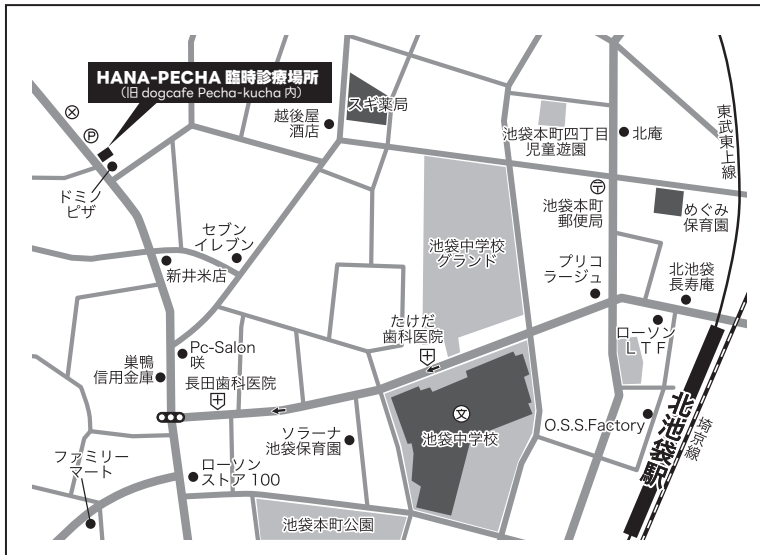 HANA-PECHA 臨時診療場所
(旧 dogcafe Pecha-kucha 内)
P
ドミノ
ピザ
越後屋
酒店
スギ薬局
池袋本町四丁目
児童遊園
北庵
東武東上線
〒
池袋本町
郵便局
めぐみ
保育園
セブン
イレブン
新井米店
池袋中学校
グランド
プリコ
ラージュ
北池袋
長寿庵
たけだ
歯科医院
ローソン
LTF
Pc-Salon
咲
巣鴨
信用金庫
長田歯科医院
文
池袋中学校
O.S.S.Factory
北池袋駅
埼京線
ソラーナ
池袋保育園
ファミリー
マート
ローソン
ストア 100
池袋本町公園